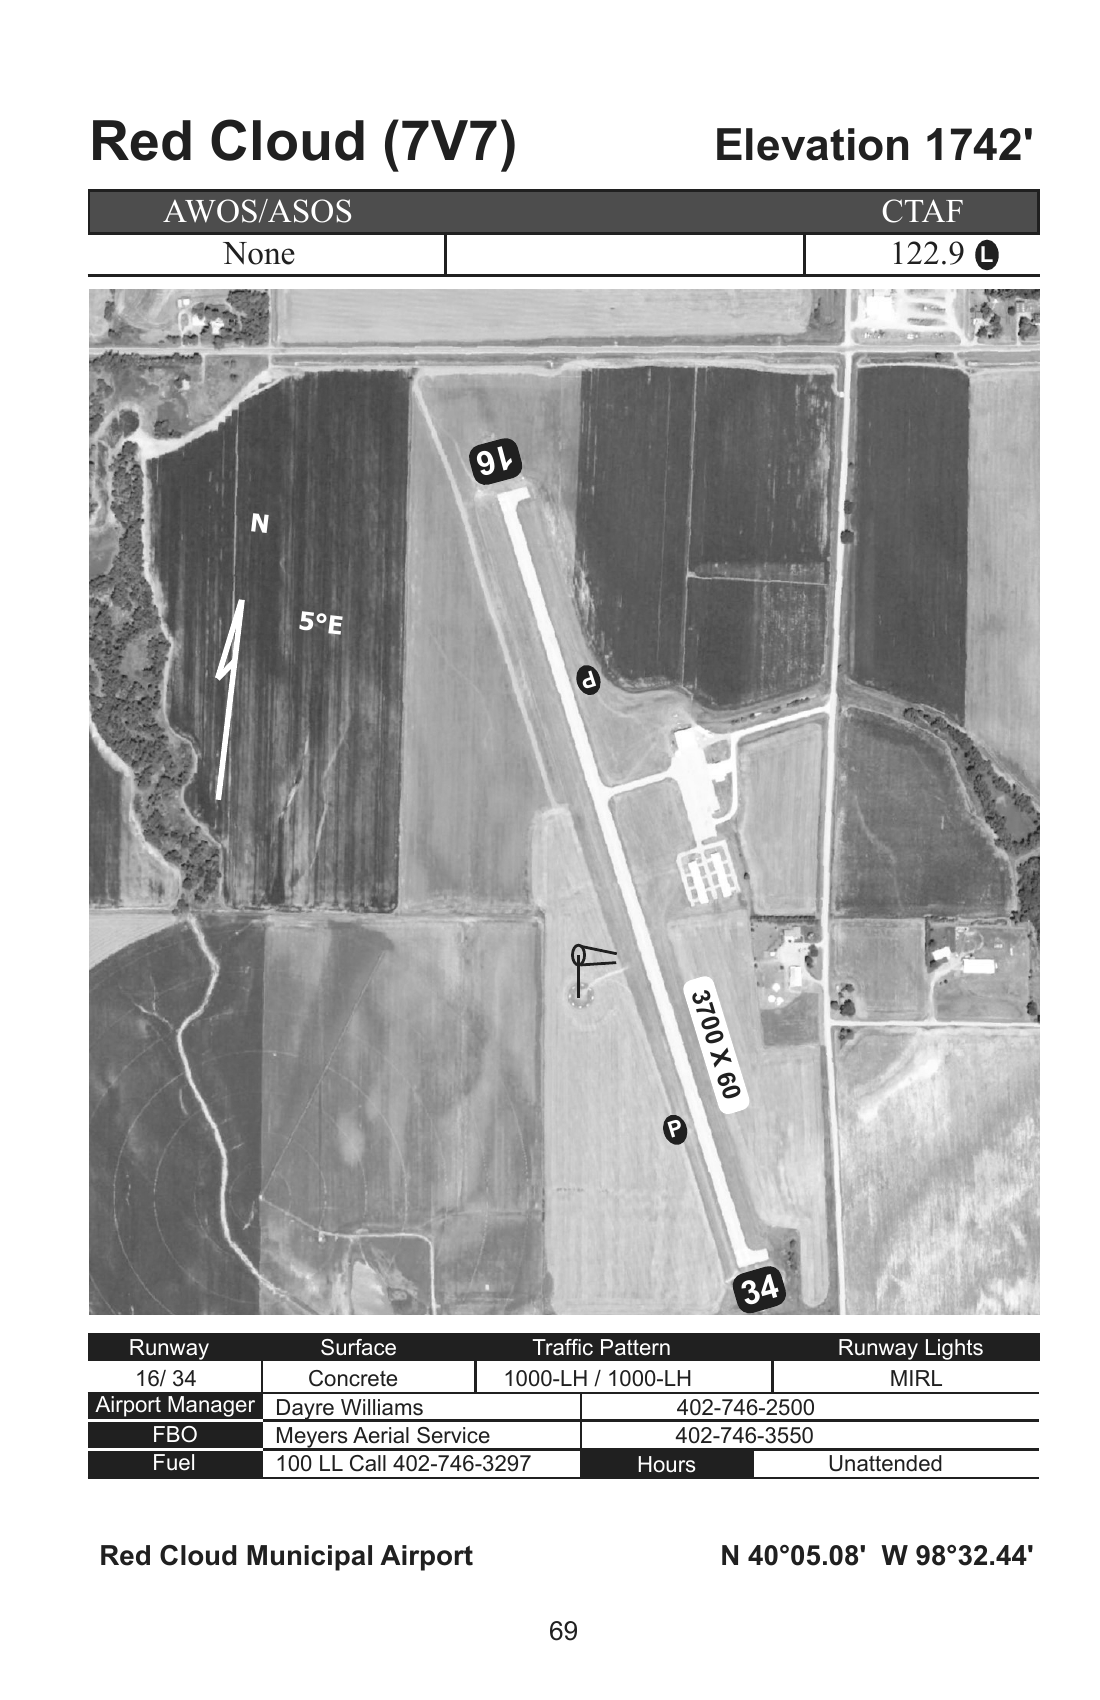 Red Cloud (7V7) Elevation 1742'
AWOS/ASOS CTAF
None 122.9 L
16
N
5°E
P
3700 X 60
P
34
Runway Surface Traffic Pattern Runway Lights
16/ 34 Concrete 1000-LH / 1000-LH MIRL
Airport Manager Dayre Williams 402-746-2500
FBO Meyers Aerial Service 402-746-3550
Fuel 100 LL Call 402-746-3297 Hours Unattended
Red Cloud Municipal Airport N 40°05.08' W 98°32.44'
69